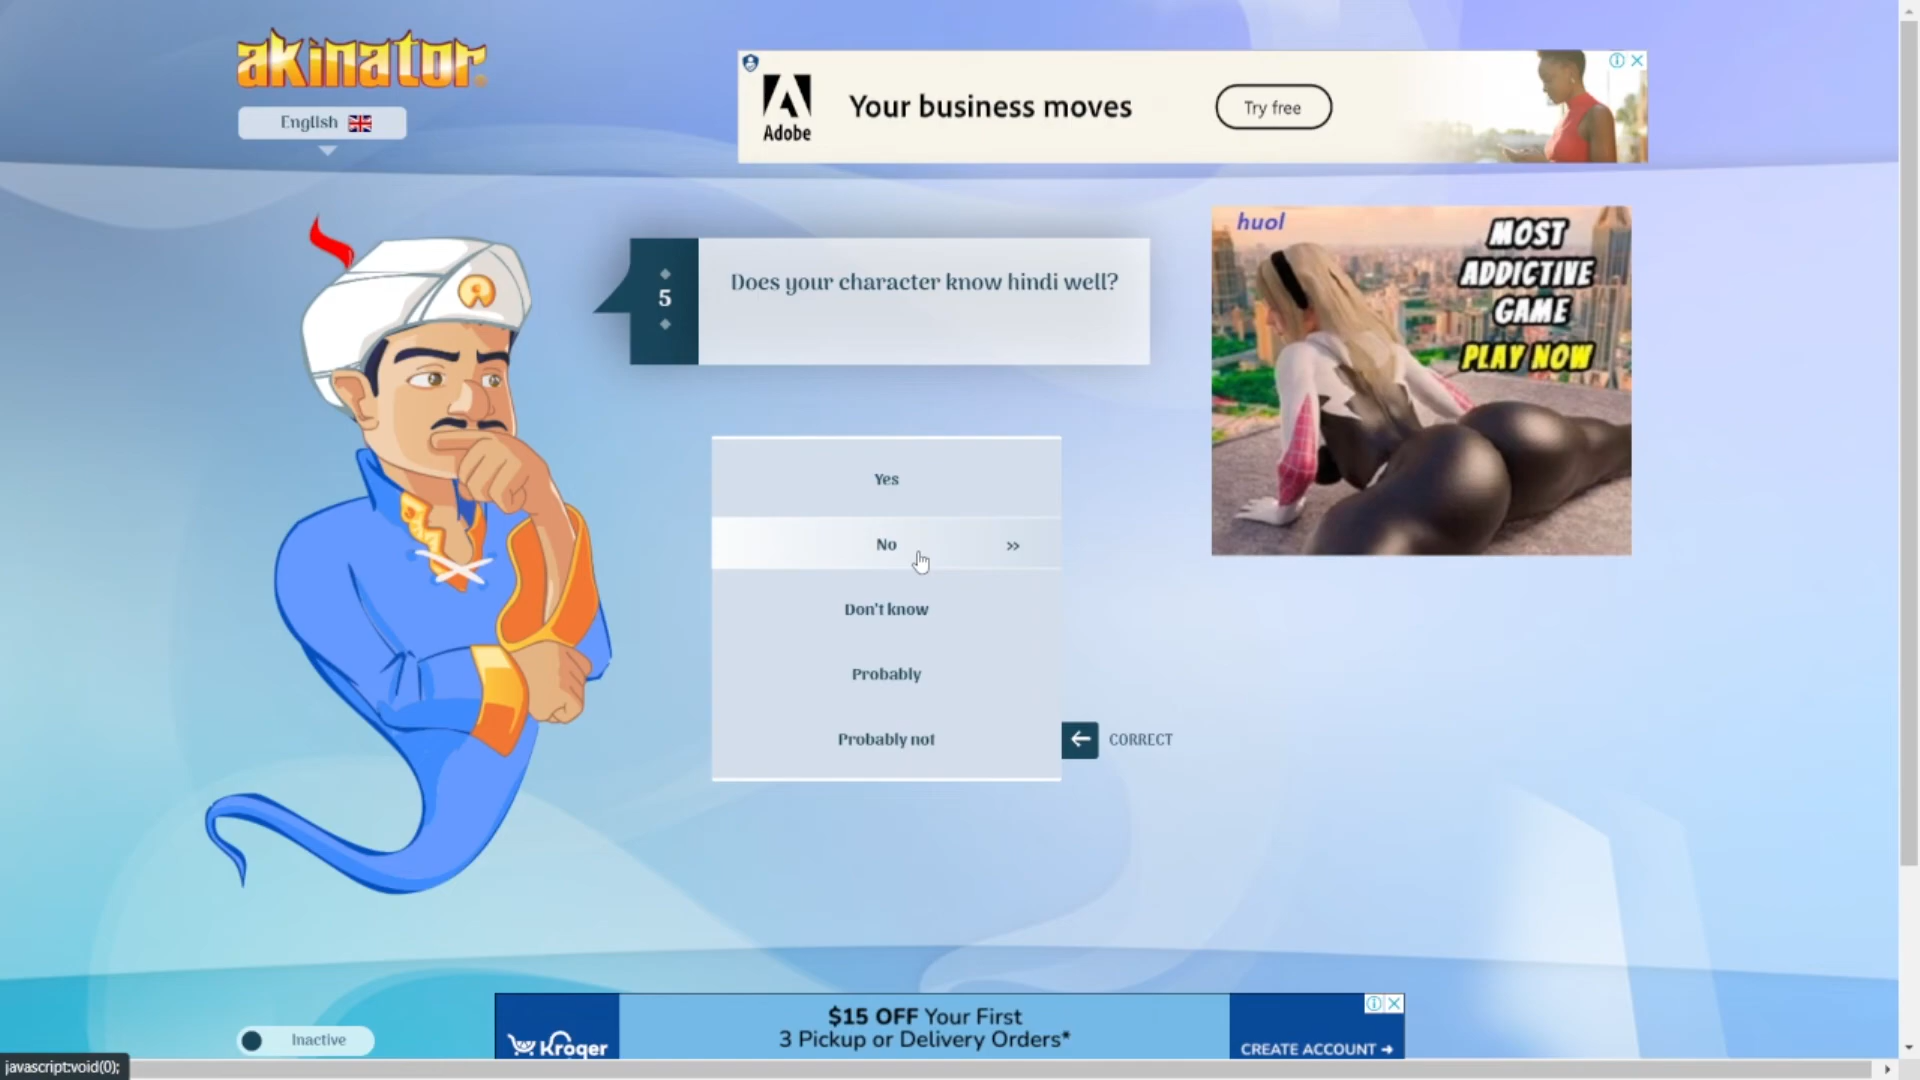 akinator
English
Adobe
Your business moves
Try free
5
Does your character know hindi well?
huol
MOST
ADDICTIVE
GAME
PLAY NOW
Yes
No >>
Don't know
Probably
Probably not
CORRECT
Inactive
Kroger
$15 OFF Your First
3 Pickup or Delivery Orders*
CREATE ACCOUNT →
javascript:void(0);